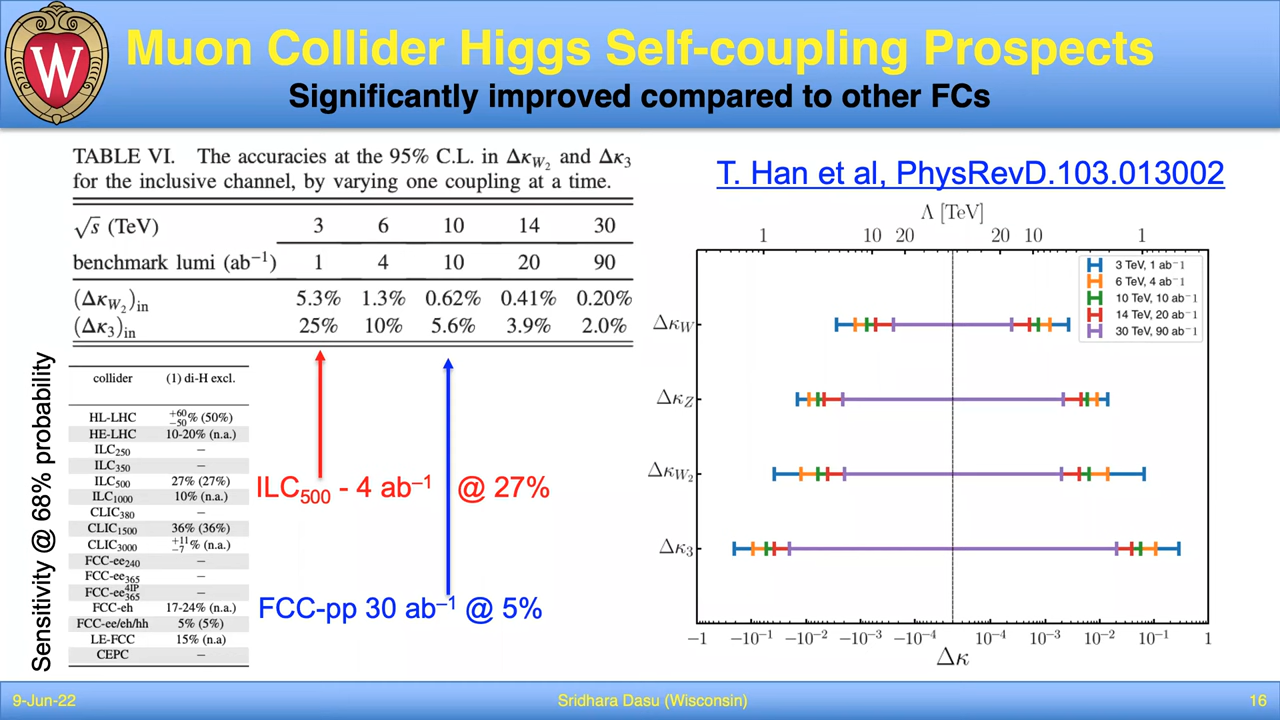 W
Muon Collider Higgs Self-coupling Prospects
Significantly improved compared to other FCs
TABLE VI. The accuracies at the 95% C.L. in Δκ_W₂ and Δκ₃
for the inclusive channel, by varying one coupling at a time.
√s (TeV) 3 6 10 14 30
benchmark lumi (ab⁻¹) 1 4 10 20 90
(Δκ_W₂)in 5.3% 1.3% 0.62% 0.41% 0.20%
(Δκ₃)in 25% 10% 5.6% 3.9% 2.0%
Sensitivity @ 68% probability
collider (1) di-H excl.
HL-LHC +60 −50 % (50%)
HE-LHC 10-20% (n.a.)
ILC₂₅₀ –
ILC₃₅₀ –
ILC₅₀₀ 27% (27%)
ILC₁₀₀₀ 10% (n.a.)
CLIC₃₈₀ –
CLIC₁₅₀₀ 36% (36%)
CLIC₃₀₀₀ +11 −7 % (n.a.)
FCC-ee₂₄₀ –
FCC-ee₃₆₅ –
FCC-ee₃₆₅ 4IP –
FCC-eh 17-24% (n.a.)
FCC-ee/eh/hh 5% (5%)
LE-FCC 15% (n.a)
CEPC –
ILC₅₀₀ - 4 ab⁻¹ @ 27%
FCC-pp 30 ab⁻¹ @ 5%
T. Han et al, PhysRevD.103.013002
Λ [TeV]
1 10 20 20 10 1
3 TeV, 1 ab⁻¹
6 TeV, 4 ab⁻¹
10 TeV, 10 ab⁻¹
14 TeV, 20 ab⁻¹
30 TeV, 90 ab⁻¹
Δκ_W
Δκ_Z
Δκ_W₂
Δκ₃
−1 −10⁻¹ −10⁻² −10⁻³ −10⁻⁴ 10⁻⁴ 10⁻³ 10⁻² 10⁻¹ 1
Δκ
9-Jun-22
Sridhara Dasu (Wisconsin)
16